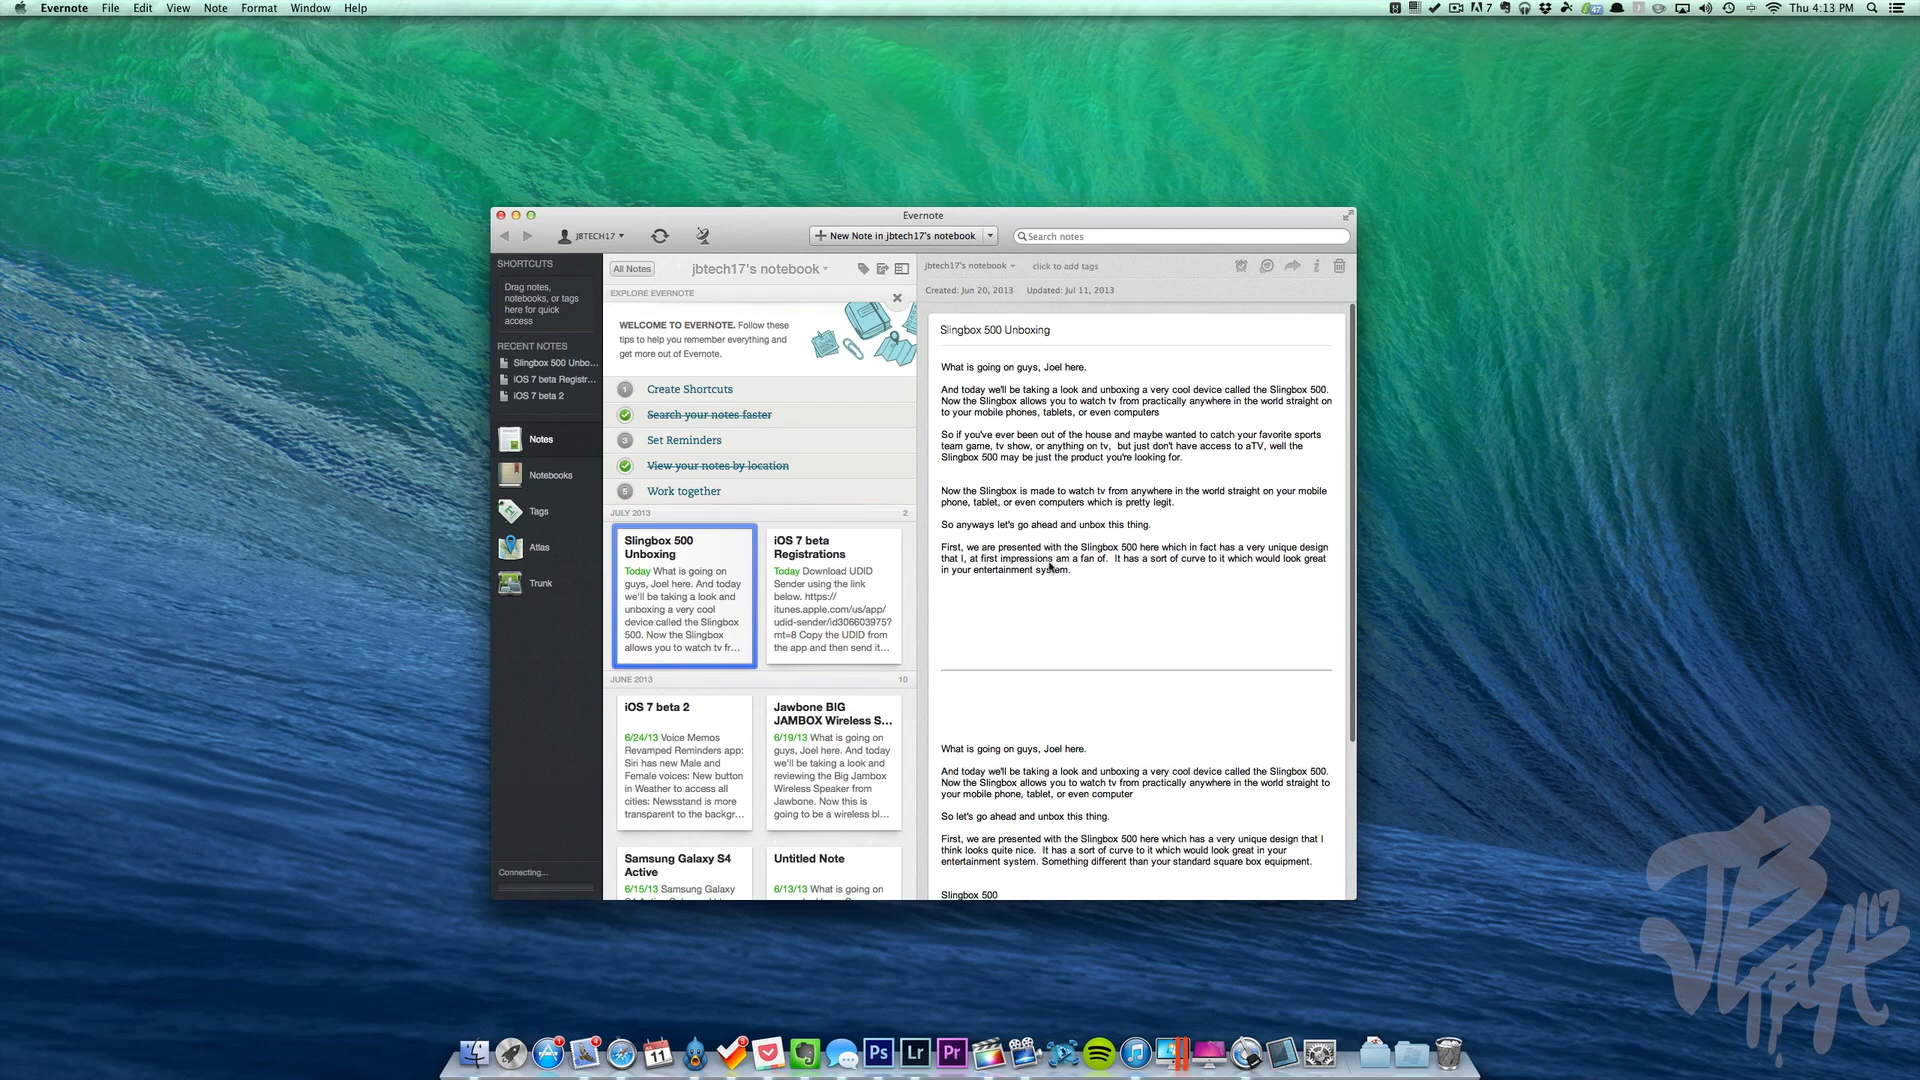 Evernote File Edit View Note Format Window Help
7
47
Thu 4:13 PM
Evernote
JBTECH17
New Note in jbtech17's notebook
Search notes
SHORTCUTS
Drag notes,
notebooks, or tags
here for quick
access
RECENT NOTES
Slingbox 500 Unbo...
iOS 7 beta Registr...
iOS 7 beta 2
Notes
Notebooks
Tags
Atlas
Trunk
Connecting...
All Notes
jbtech17's notebook
EXPLORE EVERNOTE
WELCOME TO EVERNOTE. Follow these
tips to help you remember everything and
get more out of Evernote.
1 Create Shortcuts
Search your notes faster
3 Set Reminders
View your notes by location
5 Work together
JULY 2013 2
Slingbox 500
Unboxing
Today What is going on
guys, Joel here. And today
we'll be taking a look and
unboxing a very cool
device called the Slingbox
500. Now the Slingbox
allows you to watch tv fr...
iOS 7 beta
Registrations
Today Download UDID
Sender using the link
below. https://
itunes.apple.com/us/app/
udid-sender/id306603975?
mt=8 Copy the UDID from
the app and then send it...
JUNE 2013 10
iOS 7 beta 2
6/24/13 Voice Memos
Revamped Reminders app:
Siri has new Male and
Female voices: New button
in Weather to access all
cities: Newsstand is more
transparent to the backgr...
Jawbone BIG
JAMBOX Wireless S...
6/19/13 What is going on
guys, Joel here. And today
we'll be taking a look and
reviewing the Big Jambox
Wireless Speaker from
Jawbone. Now this is
going to be a wireless bl...
Samsung Galaxy S4
Active
6/15/13 Samsung Galaxy
Untitled Note
6/13/13 What is going on
jbtech17's notebook click to add tags
Created: Jun 20, 2013 Updated: Jul 11, 2013
Slingbox 500 Unboxing
What is going on guys, Joel here.
And today we'll be taking a look and unboxing a very cool device called the Slingbox 500.
Now the Slingbox allows you to watch tv from practically anywhere in the world straight on
to your mobile phones, tablets, or even computers
So if you've ever been out of the house and maybe wanted to catch your favorite sports
team game, tv show, or anything on tv, but just don't have access to aTV, well the
Slingbox 500 may be just the product you're looking for.
Now the Slingbox is made to watch tv from anywhere in the world straight on your mobile
phone, tablet, or even computers which is pretty legit.
So anyways let's go ahead and unbox this thing.
First, we are presented with the Slingbox 500 here which in fact has a very unique design
that I, at first impressions am a fan of. It has a sort of curve to it which would look great
in your entertainment system.
What is going on guys, Joel here.
And today we'll be taking a look and unboxing a very cool device called the Slingbox 500.
Now the Slingbox allows you to watch tv from practically anywhere in the world straight to
your mobile phone, tablet, or even computer
So let's go ahead and unbox this thing.
First, we are presented with the Slingbox 500 here which has a very unique design that I
think looks quite nice. It has a sort of curve to it which would look great in your
entertainment system. Something different than your standard square box equipment.
Slingbox 500
JBTech17
11
Ps
Lr
Pr